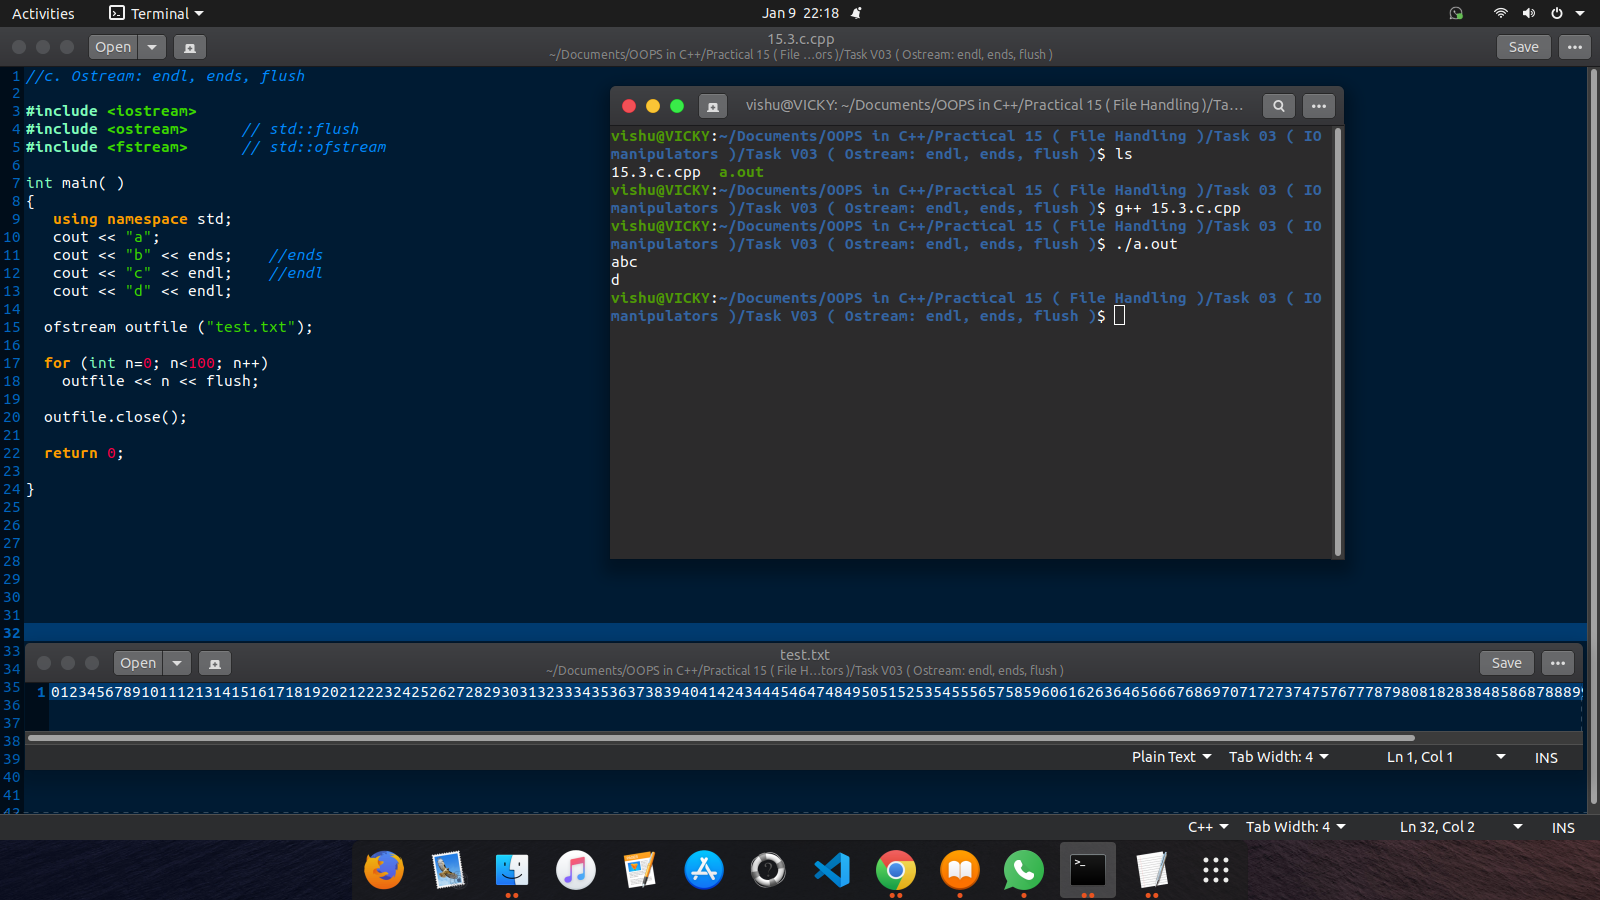 Activities
Terminal
Jan 9 22:18
Open
15.3.c.cpp
~/Documents/OOPS in C++/Practical 15 ( File ...ors )/Task V03 ( Ostream: endl, ends, flush )
Save
1 //c. Ostream: endl, ends, flush
2
3 #include <iostream>
4 #include <ostream>      // std::flush
5 #include <fstream>      // std::ofstream
6
7 int main( )
8 {
9    using namespace std;
10    cout << "a";
11    cout << "b" << ends;    //ends
12    cout << "c" << endl;    //endl
13    cout << "d" << endl;
14
15   ofstream outfile ("test.txt");
16
17   for (int n=0; n<100; n++)
18     outfile << n << flush;
19
20   outfile.close();
21
22   return 0;
23
24 }
25
26
27
28
29
30
31
32
33
34
35
36
37
38
39
40
41
vishu@VICKY: ~/Documents/OOPS in C++/Practical 15 ( File Handling )/Ta...
vishu@VICKY:~/Documents/OOPS in C++/Practical 15 ( File Handling )/Task 03 ( IO
manipulators )/Task V03 ( Ostream: endl, ends, flush )$ ls
15.3.c.cpp  a.out
vishu@VICKY:~/Documents/OOPS in C++/Practical 15 ( File Handling )/Task 03 ( IO
manipulators )/Task V03 ( Ostream: endl, ends, flush )$ g++ 15.3.c.cpp
vishu@VICKY:~/Documents/OOPS in C++/Practical 15 ( File Handling )/Task 03 ( IO
manipulators )/Task V03 ( Ostream: endl, ends, flush )$ ./a.out
abc
d
vishu@VICKY:~/Documents/OOPS in C++/Practical 15 ( File Handling )/Task 03 ( IO
manipulators )/Task V03 ( Ostream: endl, ends, flush )$
Open
test.txt
~/Documents/OOPS in C++/Practical 15 ( File H...tors )/Task V03 ( Ostream: endl, ends, flush )
Save
1 0123456789101112131415161718192021222324252627282930313233343536373839404142434445464748495051525354555657585960616263646566676869707172737475767778798081828384858687888
Plain Text
Tab Width: 4
Ln 1, Col 1
INS
C++
Tab Width: 4
Ln 32, Col 2
INS